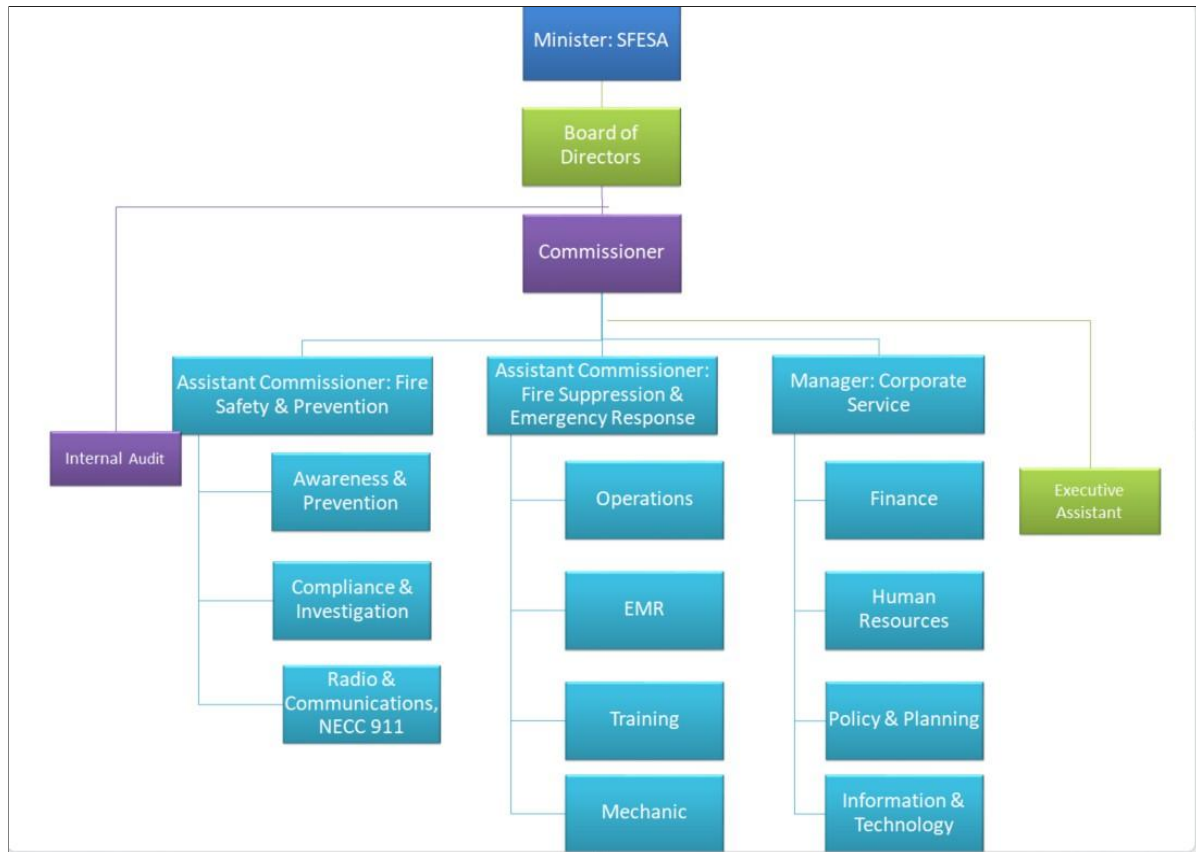 Minister: SFESA
Board of
Directors
Commissioner
Assistant Commissioner: Fire
Safety & Prevention
Assistant Commissioner:
Fire Suppression &
Emergency Response
Manager: Corporate
Service
Internal Audit
Awareness &
Prevention
Compliance &
Investigation
Radio &
Communications,
NECC 911
Operations
EMR
Training
Mechanic
Finance
Human
Resources
Policy & Planning
Information &
Technology
Executive
Assistant